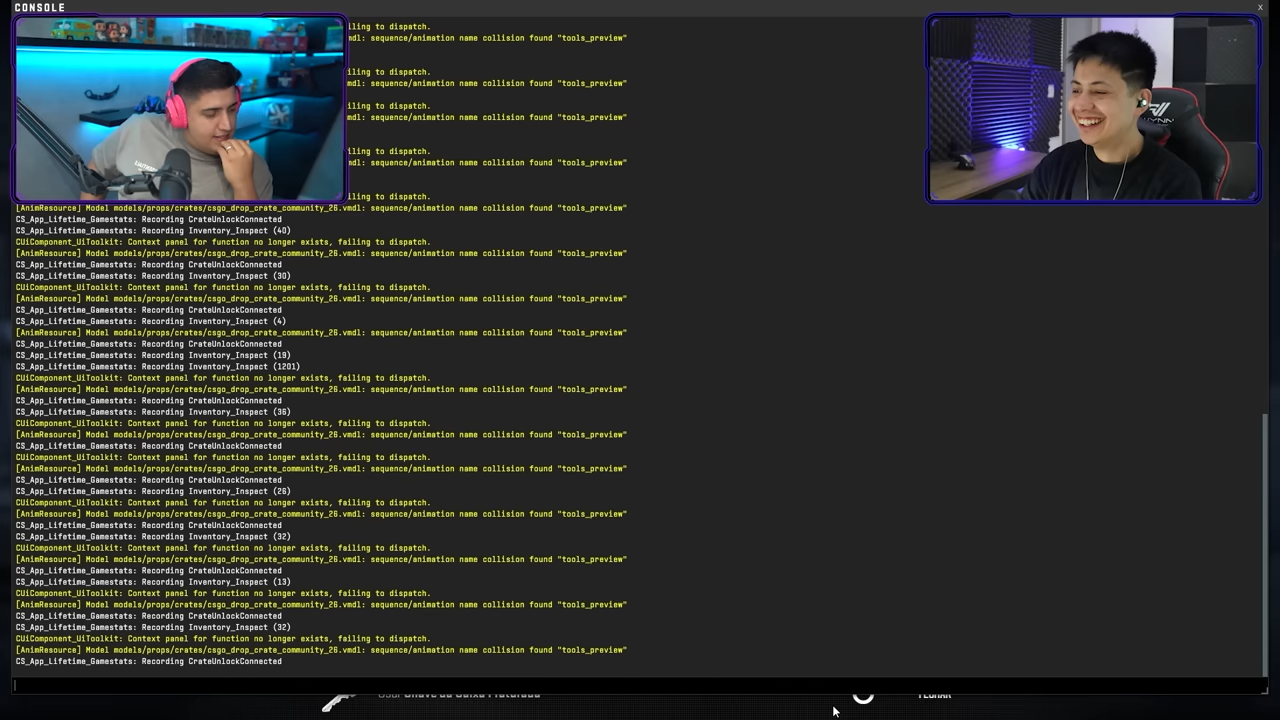 CONSOLE
X
iling to dispatch.
mdl: sequence/animation name collision found "tools_preview"
iling to dispatch.
mdl: sequence/animation name collision found "tools_preview"
iling to dispatch.
mdl: sequence/animation name collision found "tools_preview"
iling to dispatch.
mdl: sequence/animation name collision found "tools_preview"
iling to dispatch.
[AnimResource] Model models/props/crates/csgo_drop_crate_community_26.vmdl: sequence/animation name collision found "tools_preview"
CS_App_Lifetime_Gamestats: Recording CrateUnlockConnected
CS_App_Lifetime_Gamestats: Recording Inventory_Inspect (40)
CUiComponent_UiToolkit: Context panel for function no longer exists, failing to dispatch.
[AnimResource] Model models/props/crates/csgo_drop_crate_community_26.vmdl: sequence/animation name collision found "tools_preview"
CS_App_Lifetime_Gamestats: Recording CrateUnlockConnected
CS_App_Lifetime_Gamestats: Recording Inventory_Inspect (30)
CUiComponent_UiToolkit: Context panel for function no longer exists, failing to dispatch.
[AnimResource] Model models/props/crates/csgo_drop_crate_community_26.vmdl: sequence/animation name collision found "tools_preview"
CS_App_Lifetime_Gamestats: Recording CrateUnlockConnected
CS_App_Lifetime_Gamestats: Recording Inventory_Inspect (4)
[AnimResource] Model models/props/crates/csgo_drop_crate_community_26.vmdl: sequence/animation name collision found "tools_preview"
CS_App_Lifetime_Gamestats: Recording CrateUnlockConnected
CS_App_Lifetime_Gamestats: Recording Inventory_Inspect (19)
CS_App_Lifetime_Gamestats: Recording Inventory_Inspect (1201)
CUiComponent_UiToolkit: Context panel for function no longer exists, failing to dispatch.
[AnimResource] Model models/props/crates/csgo_drop_crate_community_26.vmdl: sequence/animation name collision found "tools_preview"
CS_App_Lifetime_Gamestats: Recording CrateUnlockConnected
CS_App_Lifetime_Gamestats: Recording Inventory_Inspect (36)
CUiComponent_UiToolkit: Context panel for function no longer exists, failing to dispatch.
[AnimResource] Model models/props/crates/csgo_drop_crate_community_26.vmdl: sequence/animation name collision found "tools_preview"
CS_App_Lifetime_Gamestats: Recording CrateUnlockConnected
CUiComponent_UiToolkit: Context panel for function no longer exists, failing to dispatch.
[AnimResource] Model models/props/crates/csgo_drop_crate_community_26.vmdl: sequence/animation name collision found "tools_preview"
CS_App_Lifetime_Gamestats: Recording CrateUnlockConnected
CS_App_Lifetime_Gamestats: Recording Inventory_Inspect (26)
CUiComponent_UiToolkit: Context panel for function no longer exists, failing to dispatch.
[AnimResource] Model models/props/crates/csgo_drop_crate_community_26.vmdl: sequence/animation name collision found "tools_preview"
CS_App_Lifetime_Gamestats: Recording CrateUnlockConnected
CS_App_Lifetime_Gamestats: Recording Inventory_Inspect (32)
CUiComponent_UiToolkit: Context panel for function no longer exists, failing to dispatch.
[AnimResource] Model models/props/crates/csgo_drop_crate_community_26.vmdl: sequence/animation name collision found "tools_preview"
CS_App_Lifetime_Gamestats: Recording CrateUnlockConnected
CS_App_Lifetime_Gamestats: Recording Inventory_Inspect (13)
CUiComponent_UiToolkit: Context panel for function no longer exists, failing to dispatch.
[AnimResource] Model models/props/crates/csgo_drop_crate_community_26.vmdl: sequence/animation name collision found "tools_preview"
CS_App_Lifetime_Gamestats: Recording CrateUnlockConnected
CS_App_Lifetime_Gamestats: Recording Inventory_Inspect (32)
CUiComponent_UiToolkit: Context panel for function no longer exists, failing to dispatch.
[AnimResource] Model models/props/crates/csgo_drop_crate_community_26.vmdl: sequence/animation name collision found "tools_preview"
CS_App_Lifetime_Gamestats: Recording CrateUnlockConnected